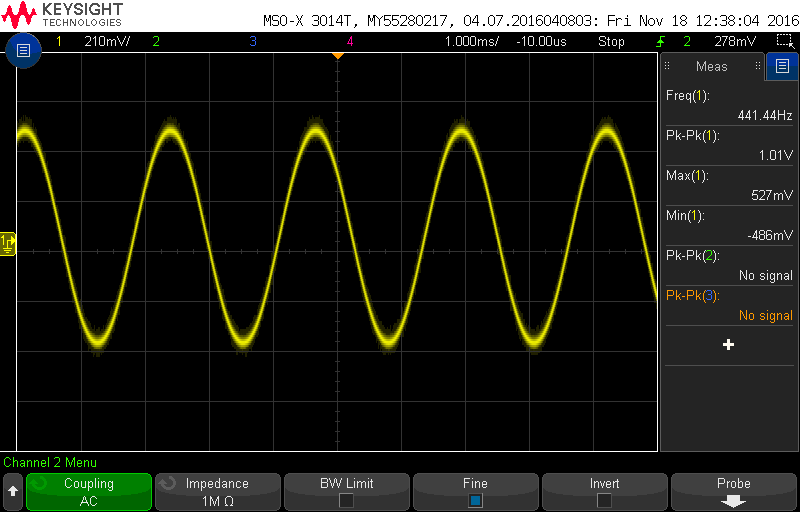 KEYSIGHT
TECHNOLOGIES
MSO-X 3014T, MY55280217, 04.07.2016040803: Fri Nov 18 12:38:04 2016
1 210mV/ 2 3 4 1.000ms/ -10.00us Stop 2 278mV
Meas
Freq(1):
441.44Hz
Pk-Pk(1):
1.01V
Max(1):
527mV
Min(1):
-486mV
Pk-Pk(2):
No signal
Pk-Pk(3):
No signal
1
Channel 2 Menu
Coupling Impedance BW Limit Fine Invert Probe
AC 1M Ω